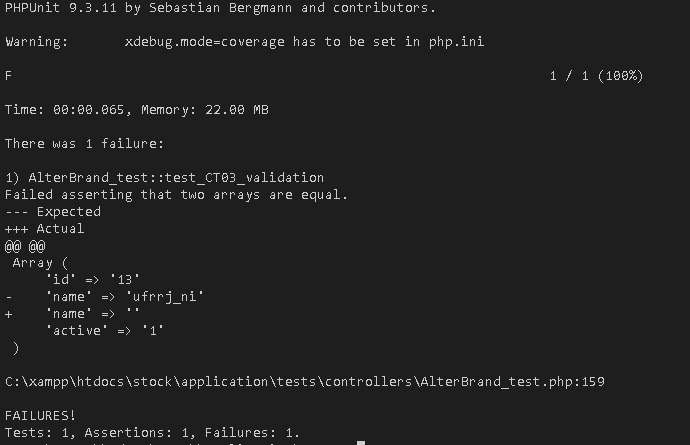 PHPUnit 9.3.11 by Sebastian Bergmann and contributors.
Warning:       xdebug.mode=coverage has to be set in php.ini
F                                                                   1 / 1 (100%)
Time: 00:00.065, Memory: 22.00 MB
There was 1 failure:
1) AlterBrand_test::test_CT03_validation
Failed asserting that two arrays are equal.
--- Expected
+++ Actual
@@ @@
 Array (
     'id' => '13'
-    'name' => 'ufrrj_ni'
+    'name' => ''
     'active' => '1'
 )
C:\xampp\htdocs\stock\application\tests\controllers\AlterBrand_test.php:159
FAILURES!
Tests: 1, Assertions: 1, Failures: 1.